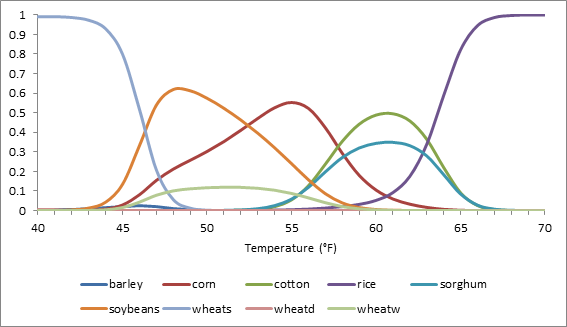 1
0.9
0.8
0.7
0.6
0.5
0.4
0.3
0.2
0.1
0
40 45 50 55 60 65 70
Temperature (°F)
barley corn cotton rice sorghum
soybeans wheats wheatd wheatw